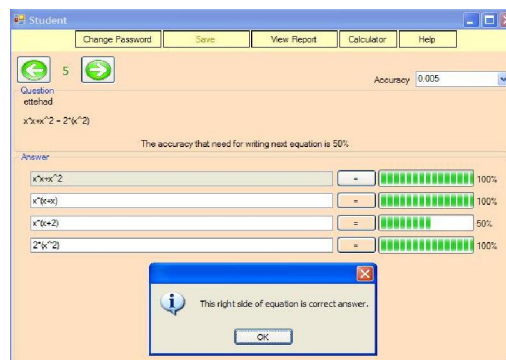 Student
Change Password Save View Report Calculator Help
5
Accuracy 0.005
Question
ettehad
x*x+x^2 = 2*(x^2)
The accuracy that need for writing next equation is 50%
Answer
x*x+x^2 = 100%
x*(x+x) = 100%
x*(x+2) = 50%
2*(x^2) = 100%
This right side of equation is correct answer.
OK